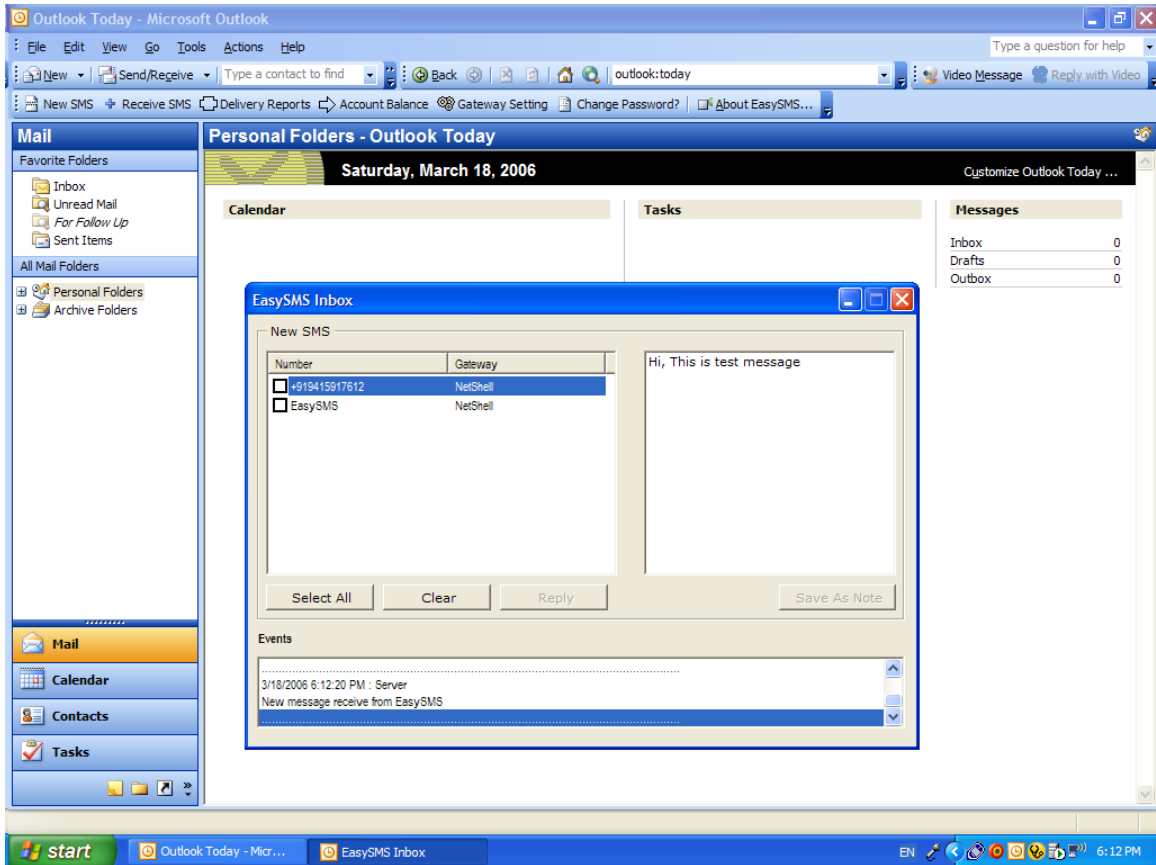 Outlook Today - Microsoft Outlook
File Edit View Go Tools Actions Help Type a question for help
New Send/Receive Type a contact to find Back outlook:today Video Message Reply with Video
New SMS Receive SMS Delivery Reports Account Balance Gateway Setting Change Password? About EasySMS...
Mail
Personal Folders - Outlook Today
Favorite Folders
Saturday, March 18, 2006
Customize Outlook Today ...
Inbox
Unread Mail
For Follow Up
Sent Items
All Mail Folders
Personal Folders
Archive Folders
Calendar
Tasks
Messages
Inbox 0
Drafts 0
Outbox 0
EasySMS Inbox
New SMS
Number Gateway
+919415917612 NetShell
EasySMS NetShell
Hi, This is test message
Select All Clear Reply Save As Note
Events
3/18/2006 6:12:20 PM : Server
New message receive from EasySMS
Mail
Calendar
Contacts
Tasks
start Outlook Today - Micr... EasySMS Inbox EN 6:12 PM